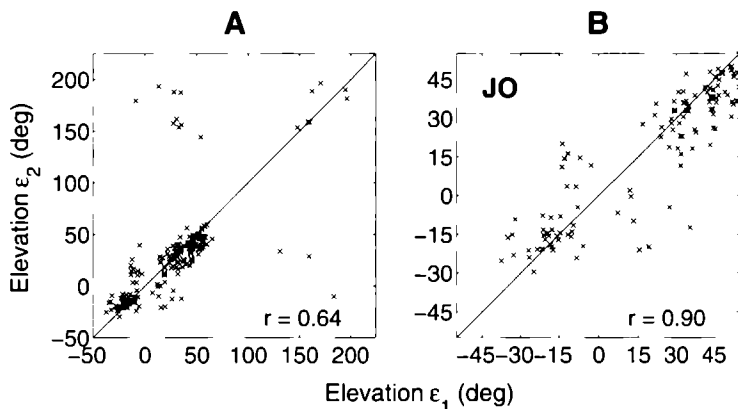 A
B
Elevation ε2 (deg)
200
150
100
50
0
-50
r = 0.64
-50 0 50 100 150 200
JO
45
30
15
0
-15
-30
-45
r = 0.90
-45-30-15 0 15 30 45
Elevation ε1 (deg)